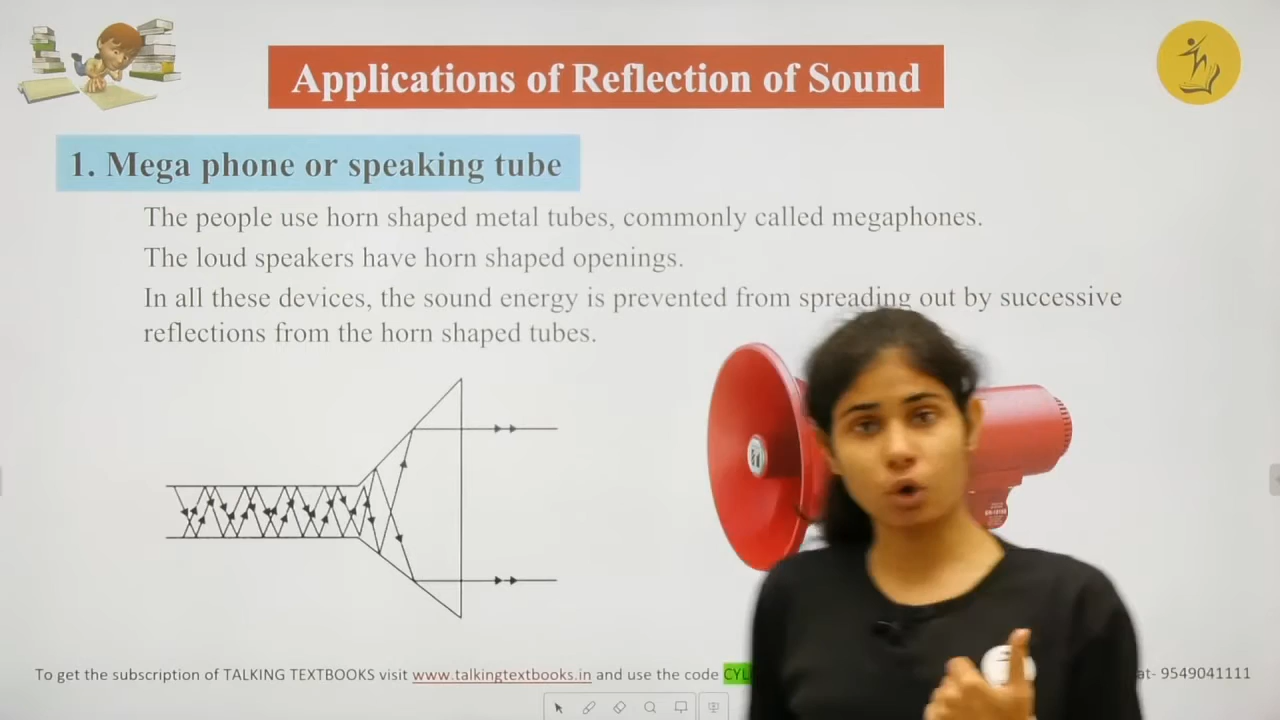 Applications of Reflection of Sound
1. Mega phone or speaking tube
The people use horn shaped metal tubes, commonly called megaphones.
The loud speakers have horn shaped openings.
In all these devices, the sound energy is prevented from spreading out by successive
reflections from the horn shaped tubes.
To get the subscription of TALKING TEXTBOOKS visit www.talkingtextbooks.in and use the code CYL at- 9549041111